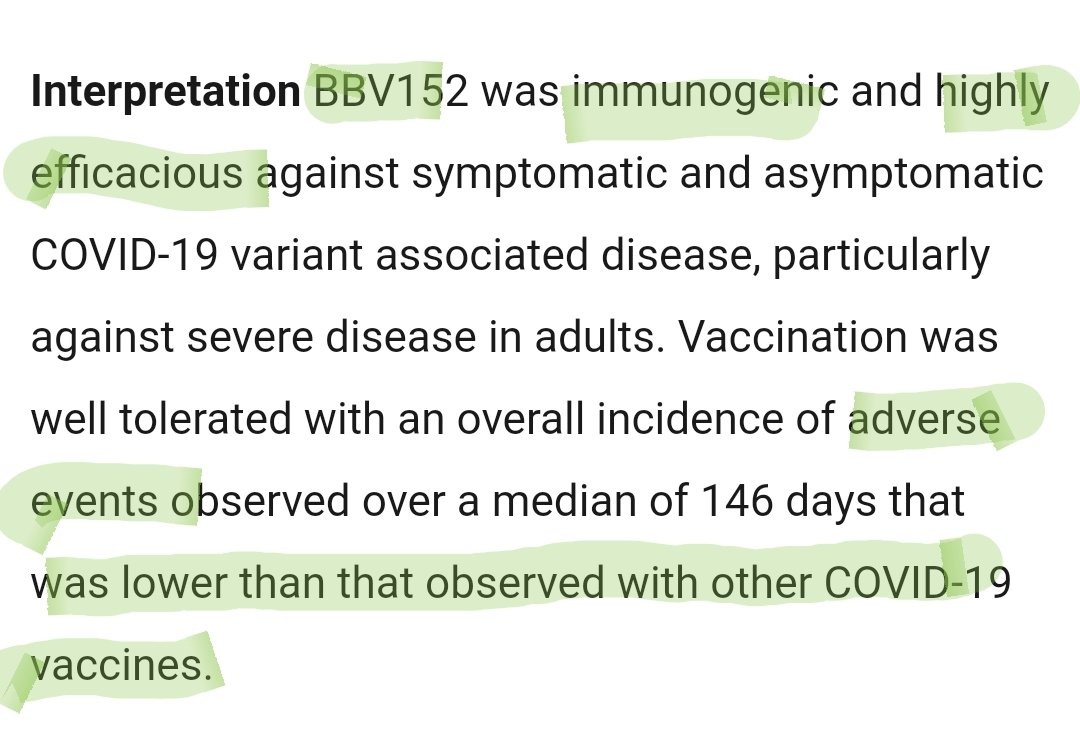 Interpretation BBV152 was immunogenic and highly
efficacious against symptomatic and asymptomatic
COVID-19 variant associated disease, particularly
against severe disease in adults. Vaccination was
well tolerated with an overall incidence of adverse
events observed over a median of 146 days that
was lower than that observed with other COVID-19
vaccines.